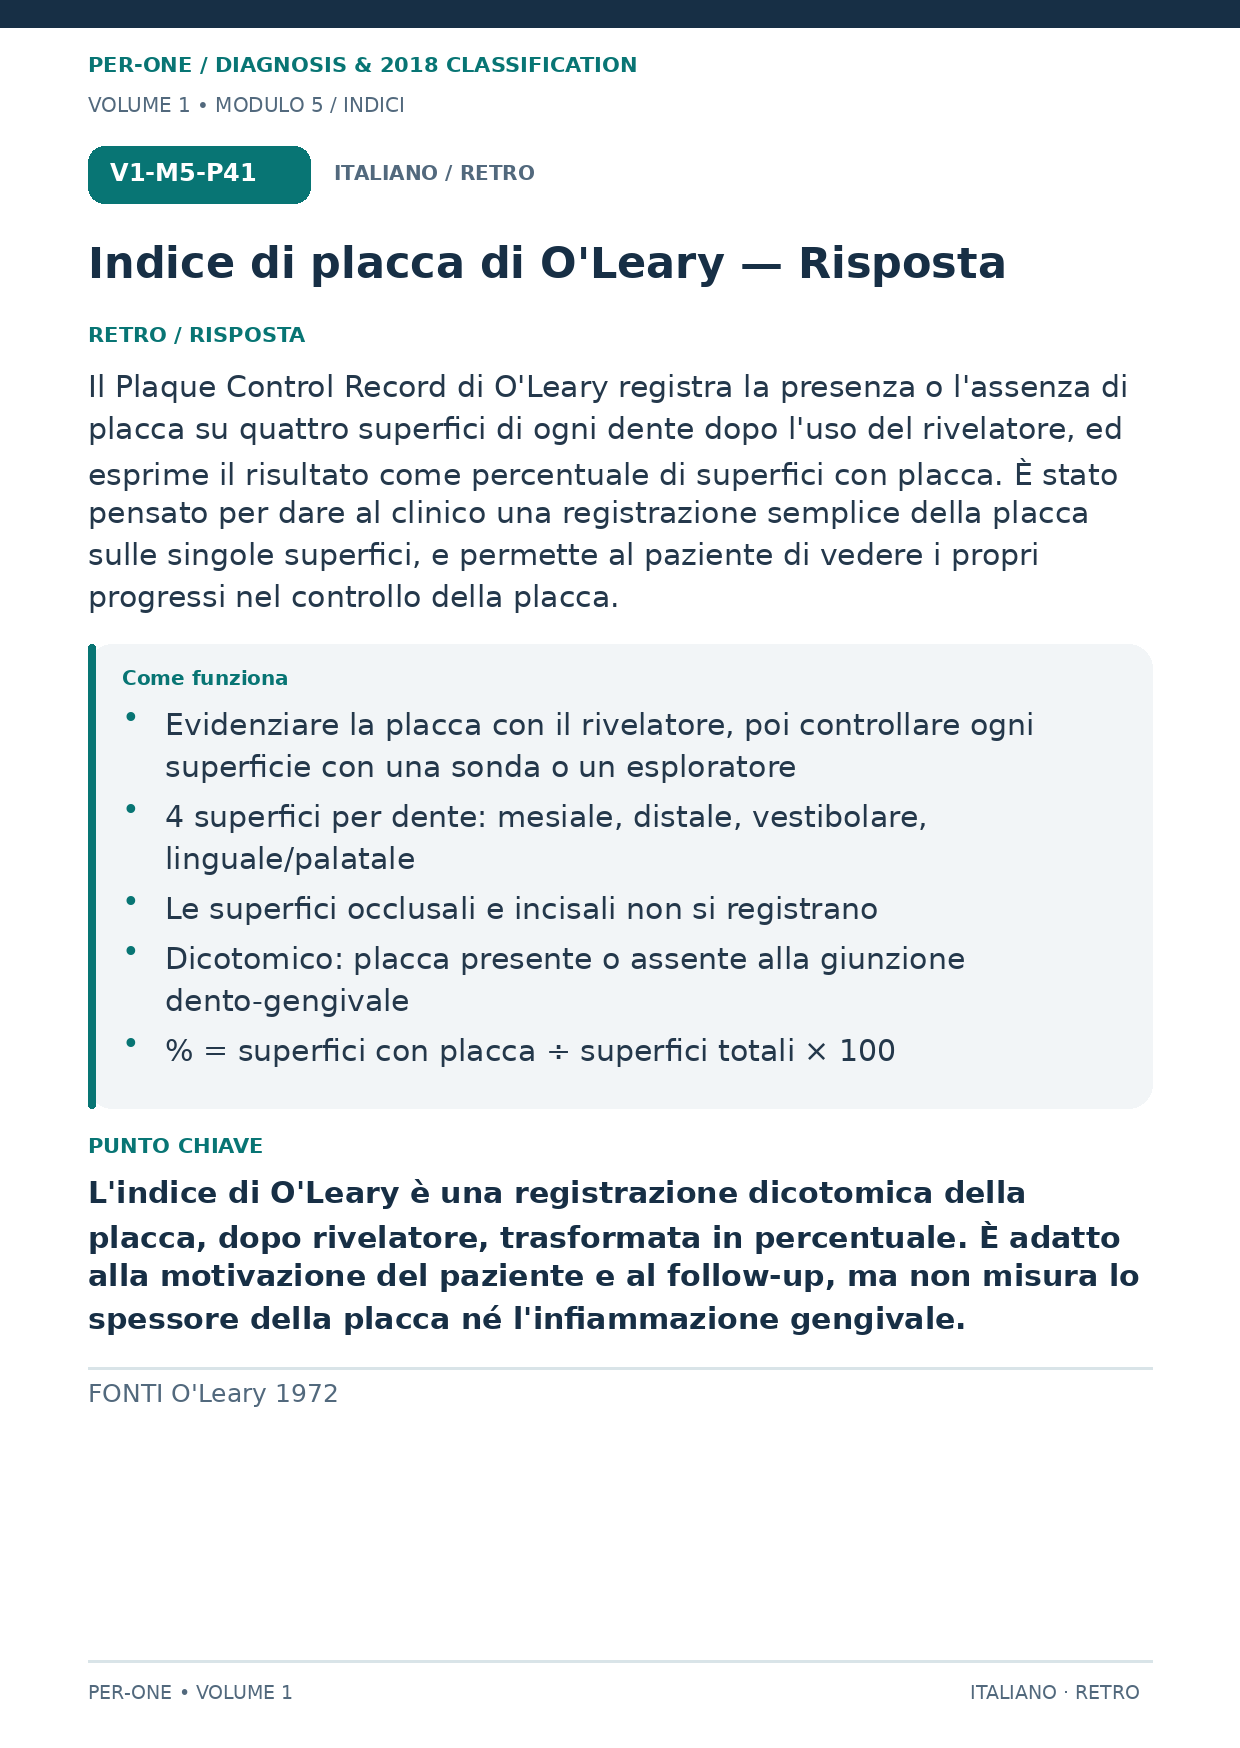 PER-ONE / DIAGNOSIS & 2018 CLASSIFICATION
VOLUME 1 • MODULO 5 / INDICI
V1-M5-P41
ITALIANO / RETRO
Indice di placca di O'Leary — Risposta
RETRO / RISPOSTA
Il Plaque Control Record di O'Leary registra la presenza o l'assenza di
placca su quattro superfici di ogni dente dopo l'uso del rivelatore, ed
esprime il risultato come percentuale di superfici con placca. È stato
pensato per dare al clinico una registrazione semplice della placca
sulle singole superfici, e permette al paziente di vedere i propri
progressi nel controllo della placca.
Come funziona
• Evidenziare la placca con il rivelatore, poi controllare ogni
superficie con una sonda o un esploratore
• 4 superfici per dente: mesiale, distale, vestibolare,
linguale/palatale
• Le superfici occlusali e incisali non si registrano
• Dicotomico: placca presente o assente alla giunzione
dento-gengivale
• % = superfici con placca ÷ superfici totali × 100
PUNTO CHIAVE
L'indice di O'Leary è una registrazione dicotomica della
placca, dopo rivelatore, trasformata in percentuale. È adatto
alla motivazione del paziente e al follow-up, ma non misura lo
spessore della placca né l'infiammazione gengivale.
FONTI O'Leary 1972
PER-ONE • VOLUME 1
ITALIANO · RETRO